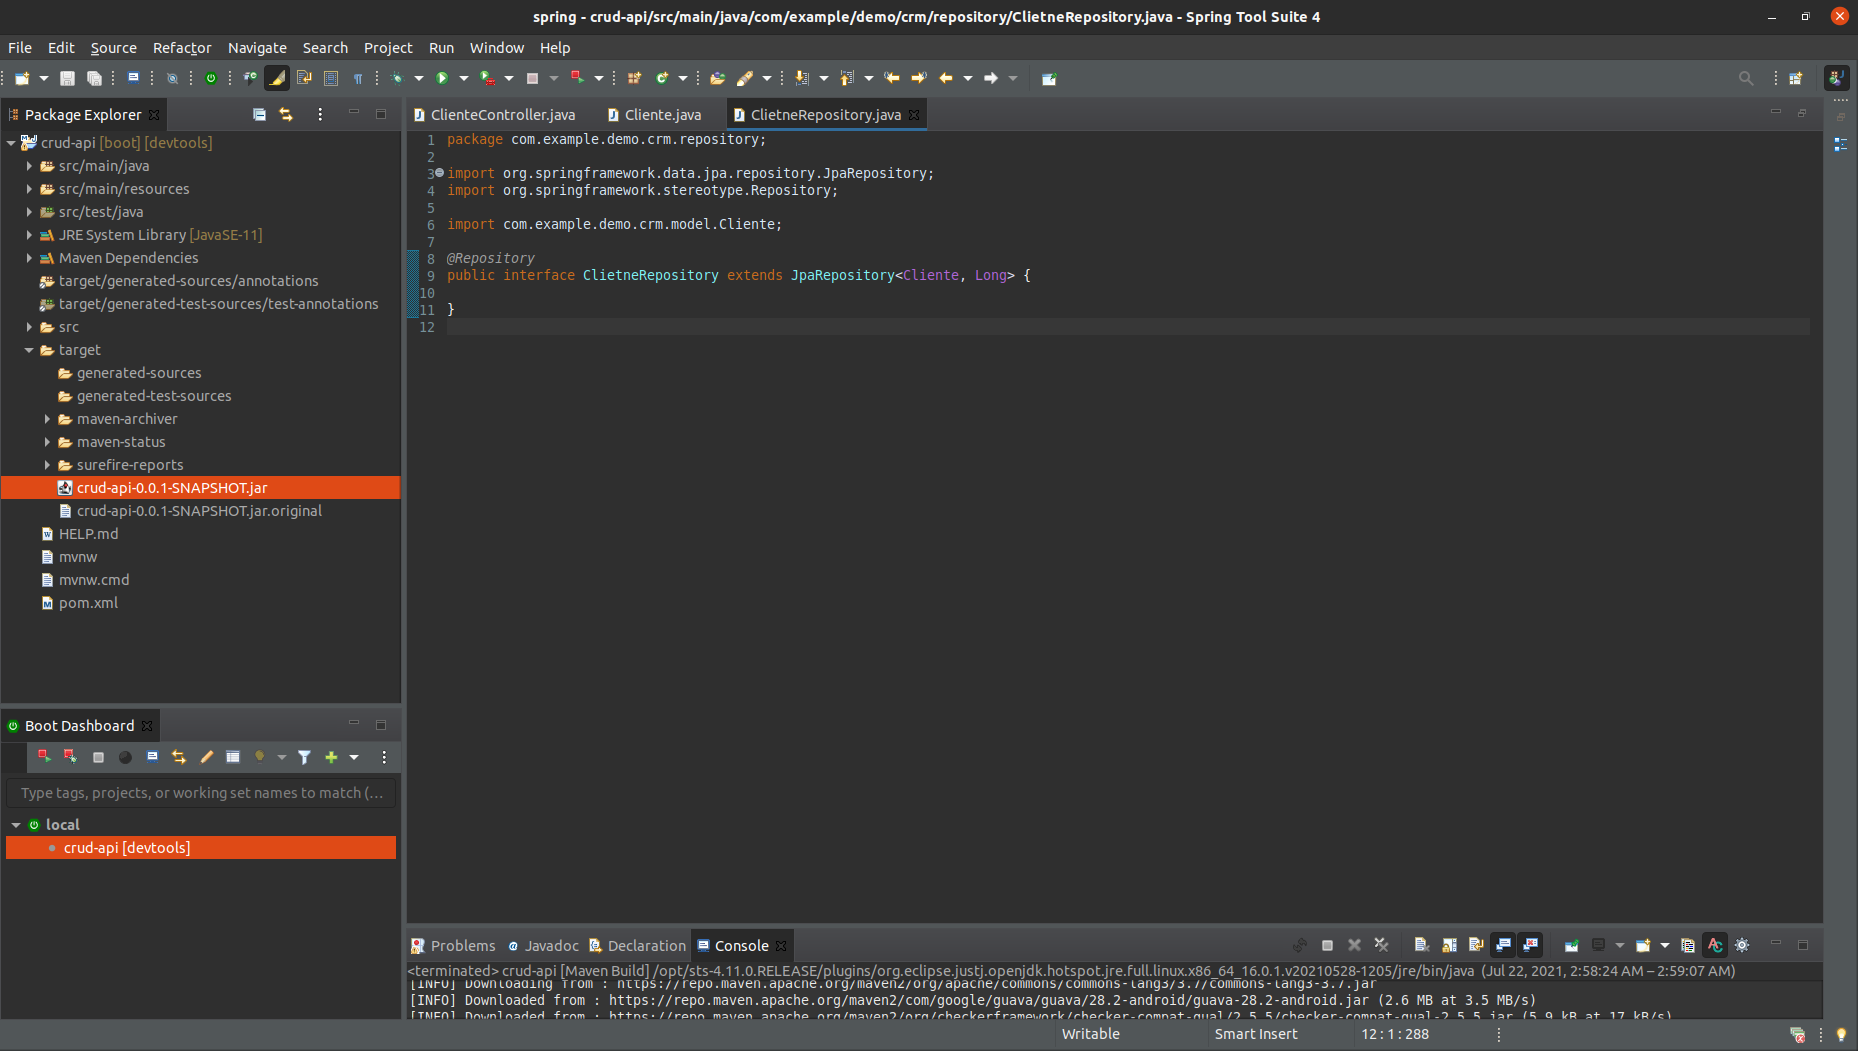 spring - crud-api/src/main/java/com/example/demo/crm/repository/ClietneRepository.java - Spring Tool Suite 4
File Edit Source Refactor Navigate Search Project Run Window Help
Package Explorer
crud-api [boot] [devtools]
src/main/java
src/main/resources
src/test/java
JRE System Library [JavaSE-11]
Maven Dependencies
target/generated-sources/annotations
target/generated-test-sources/test-annotations
src
target
generated-sources
generated-test-sources
maven-archiver
maven-status
surefire-reports
crud-api-0.0.1-SNAPSHOT.jar
crud-api-0.0.1-SNAPSHOT.jar.original
HELP.md
mvnw
mvnw.cmd
pom.xml
Boot Dashboard
Type tags, projects, or working set names to match (...
local
crud-api [devtools]
ClienteController.java Cliente.java ClietneRepository.java
1 package com.example.demo.crm.repository;
2
3 import org.springframework.data.jpa.repository.JpaRepository;
4 import org.springframework.stereotype.Repository;
5
6 import com.example.demo.crm.model.Cliente;
7
8 @Repository
9 public interface ClietneRepository extends JpaRepository<Cliente, Long> {
10
11 }
12
Problems Javadoc Declaration Console
<terminated> crud-api [Maven Build] /opt/sts-4.11.0.RELEASE/plugins/org.eclipse.justj.openjdk.hotspot.jre.full.linux.x86_64_16.0.1.v20210528-1205/jre/bin/java (Jul 22, 2021, 2:58:24 AM – 2:59:07 AM)
[INFO] Downloading from : https://repo.maven.apache.org/maven2/org/apache/commons/commons-lang3/3.7/commons-lang3-3.7.jar
[INFO] Downloaded from : https://repo.maven.apache.org/maven2/com/google/guava/guava/28.2-android/guava-28.2-android.jar (2.6 MB at 3.5 MB/s)
[INFO] Downloaded from : https://repo.maven.apache.org/maven2/org/checkerframework/checker-compat-qual/2.5.5/checker-compat-qual-2.5.5.jar (5.9 kB at 17 kB/s)
Writable Smart Insert 12 : 1 : 288